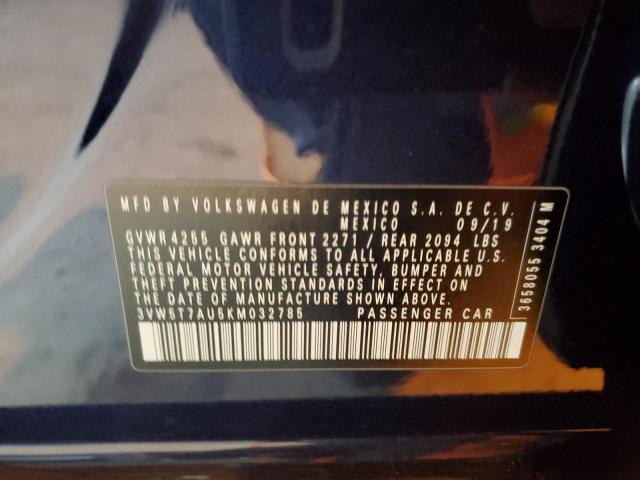 MFD BY VOLKSWAGEN DE MEXICO S.A. DE C.V.
MEXICO 09/19
GVWR 4255 GAWR FRONT 2271 / REAR 2094 LBS
THIS VEHICLE CONFORMS TO ALL APPLICABLE U.S.
FEDERAL MOTOR VEHICLE SAFETY, BUMPER AND
THEFT PREVENTION STANDARDS IN EFFECT ON
THE DATE OF MANUFACTURE SHOWN ABOVE.
3VW5T7AU5KM032785 PASSENGER CAR
3658055 3404 M